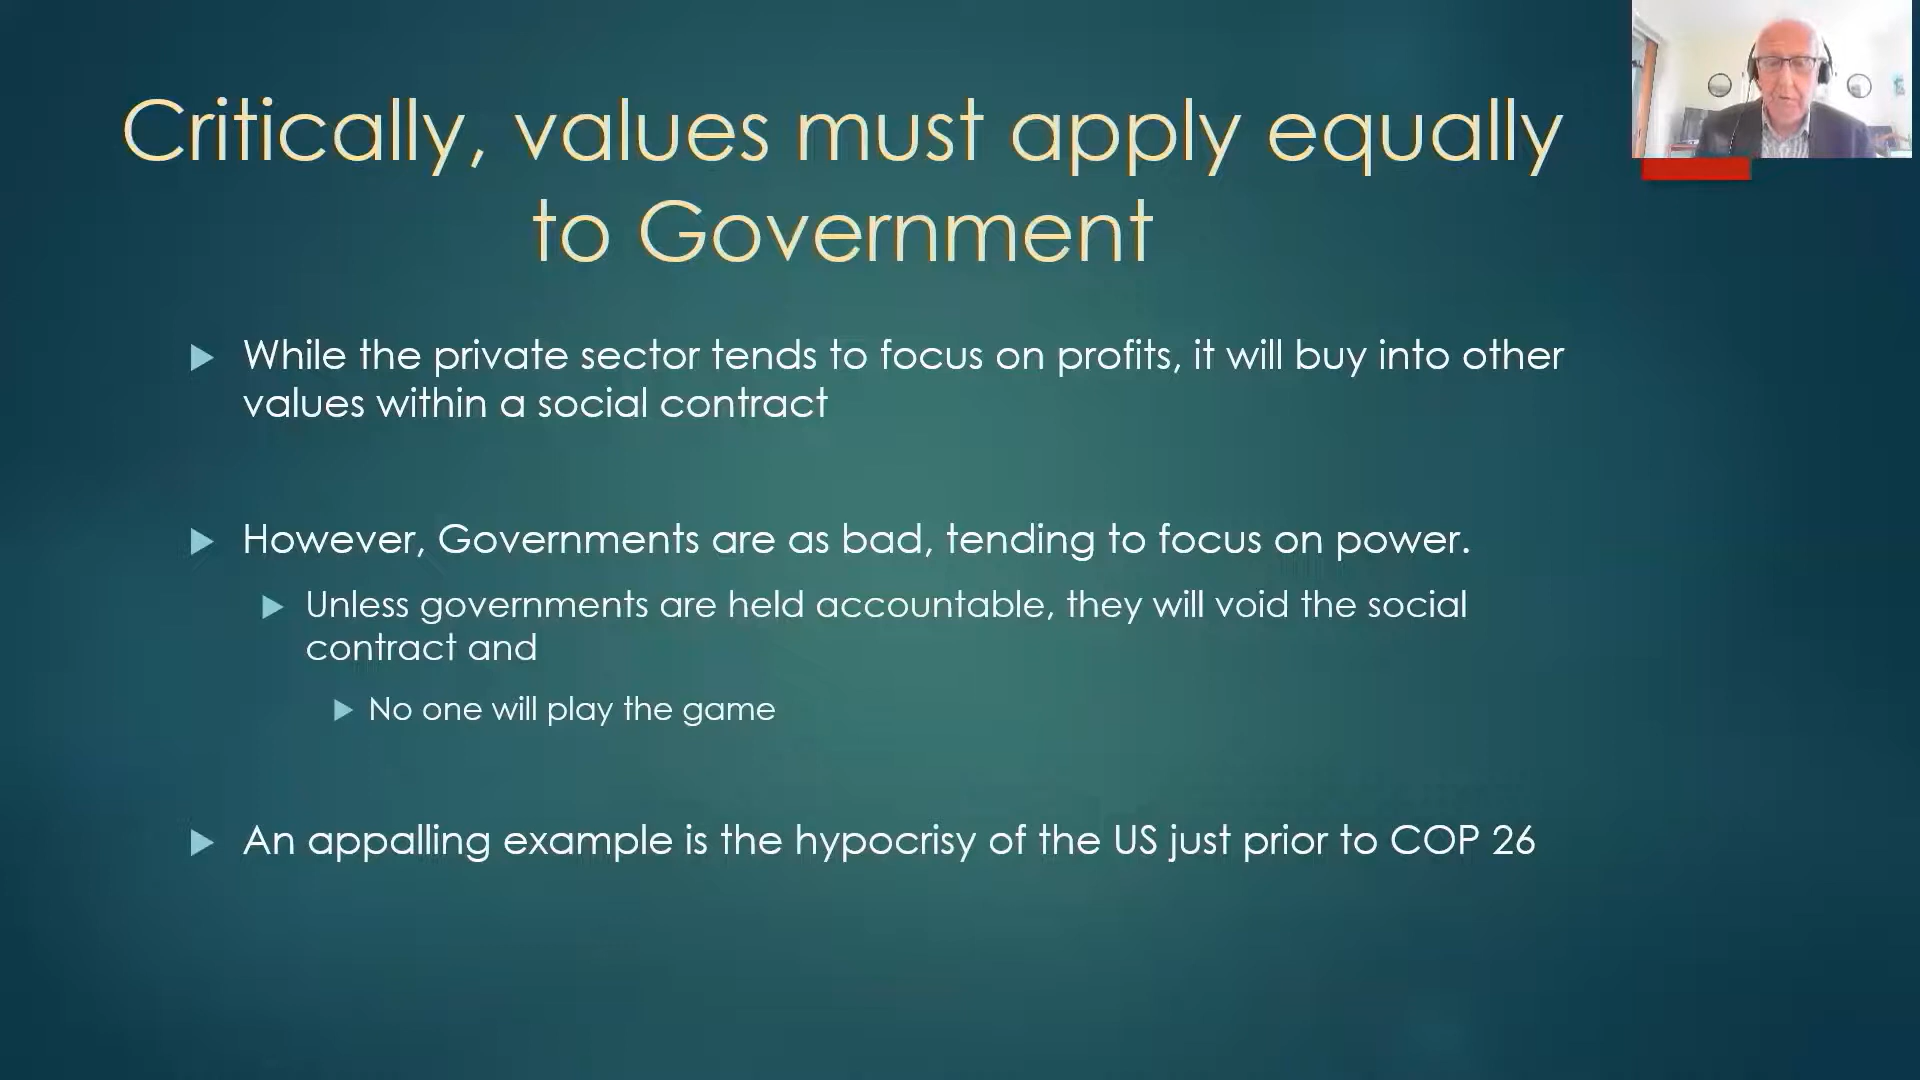 Critically, values must apply equally
to Government
While the private sector tends to focus on profits, it will buy into other
values within a social contract
However, Governments are as bad, tending to focus on power.
Unless governments are held accountable, they will void the social
contract and
No one will play the game
An appalling example is the hypocrisy of the US just prior to COP 26